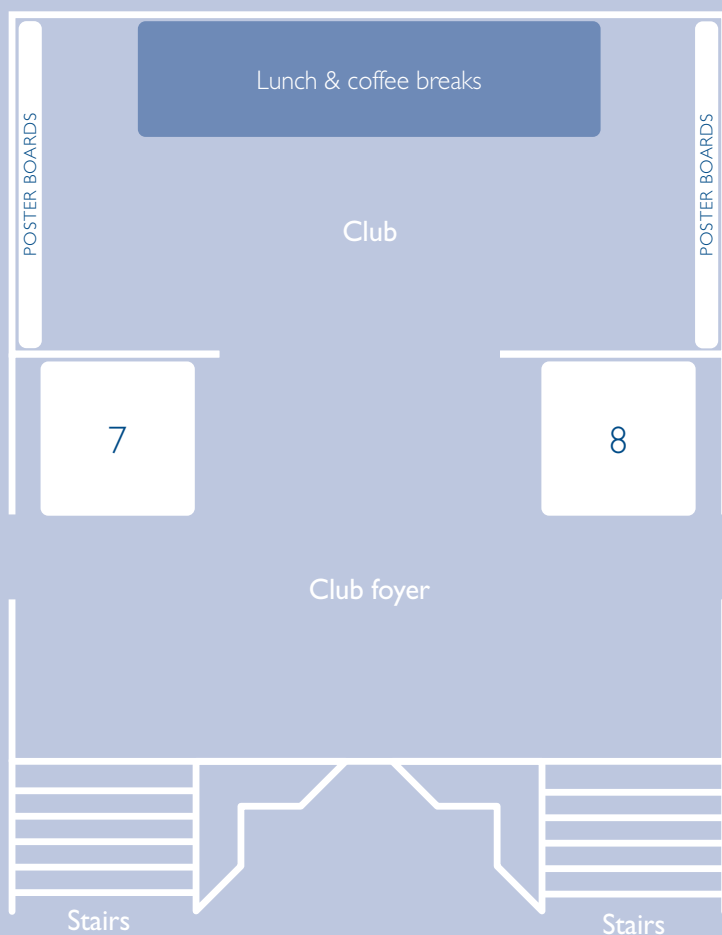 Lunch & coffee breaks
POSTER BOARDS
POSTER BOARDS
Club
7
8
Club foyer
Stairs
Stairs